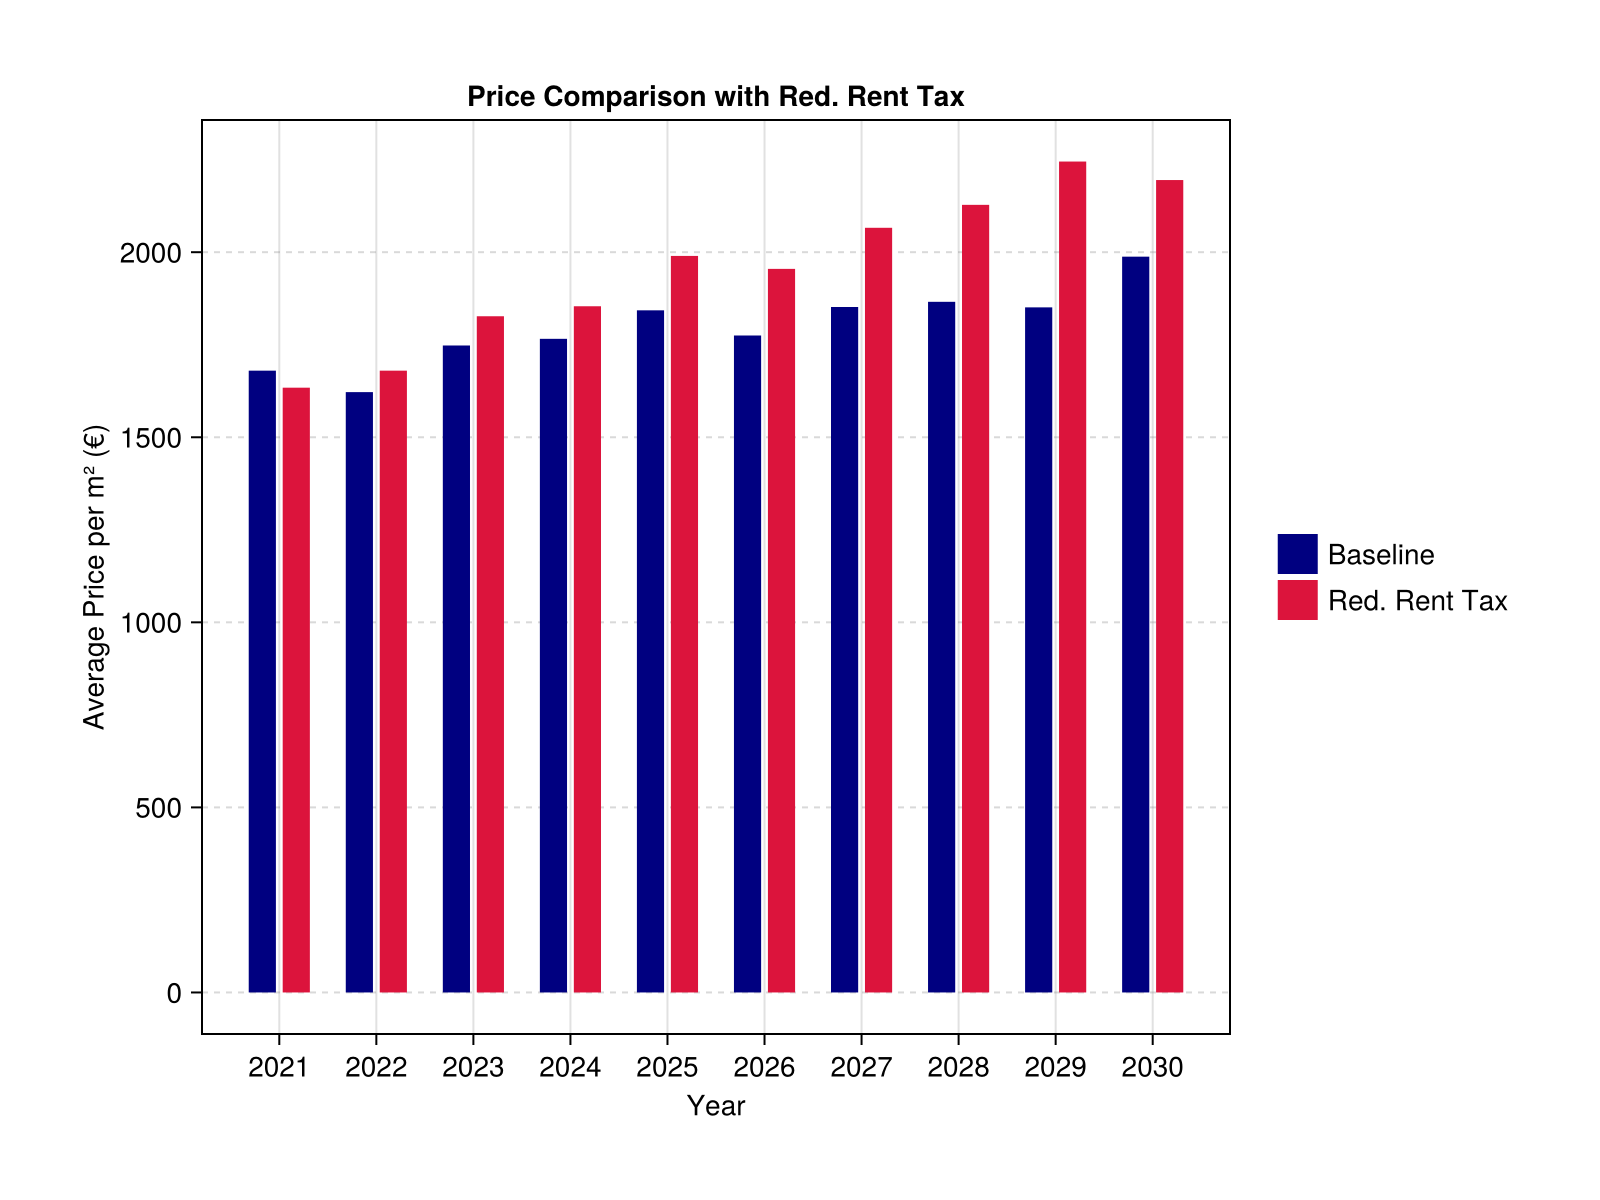 Price Comparison with Red. Rent Tax
Average Price per m² (€)
2000
1500
1000
500
0
2021 2022 2023 2024 2025 2026 2027 2028 2029 2030
Year
Baseline
Red. Rent Tax